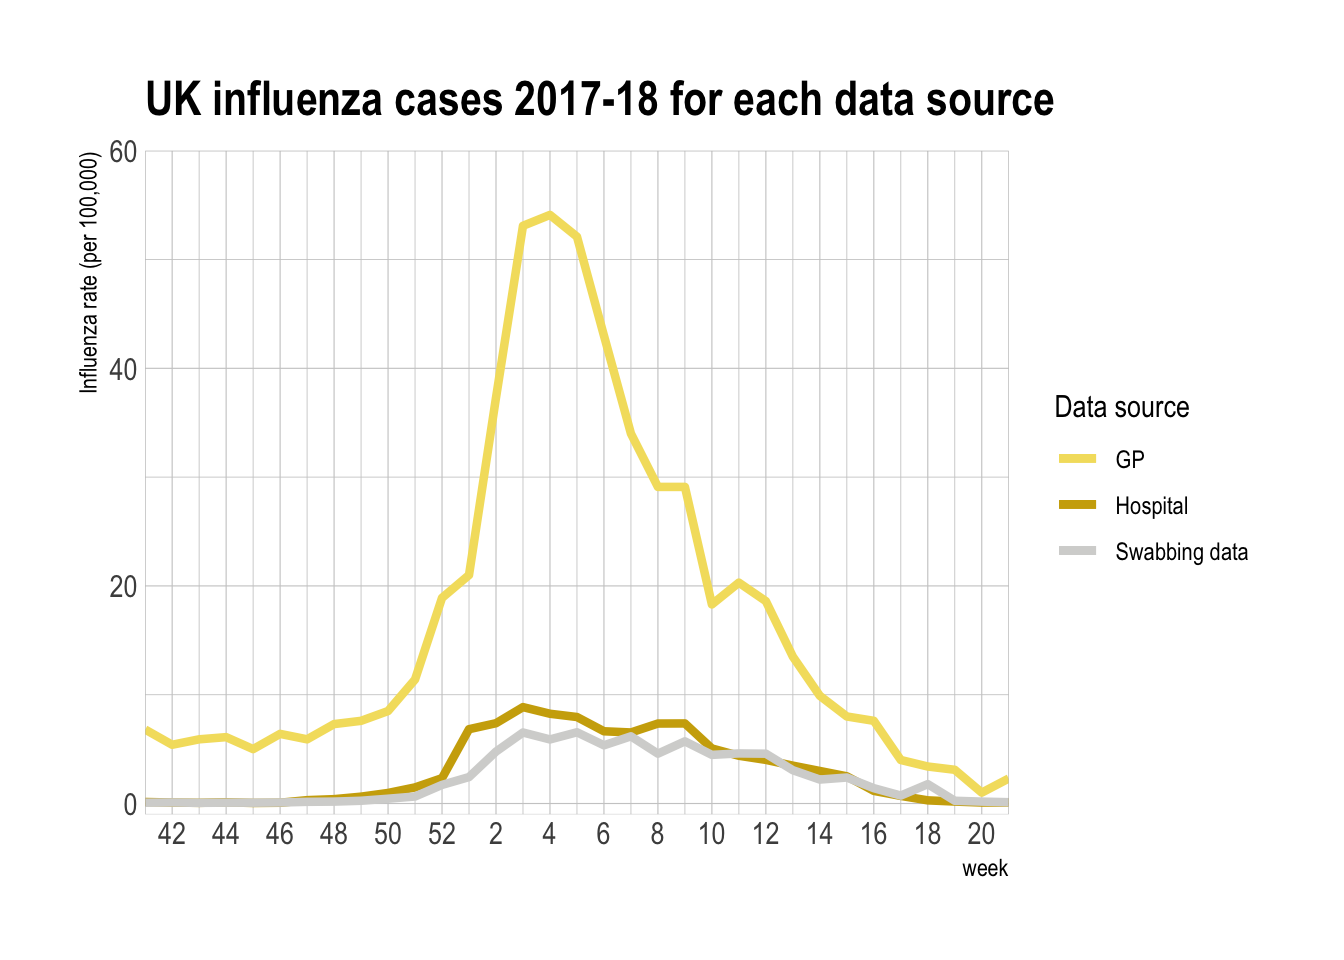 UK influenza cases 2017-18 for each data source
Influenza rate (per 100,000)
60
40
20
0
42 44 46 48 50 52 2 4 6 8 10 12 14 16 18 20
week
Data source
GP
Hospital
Swabbing data